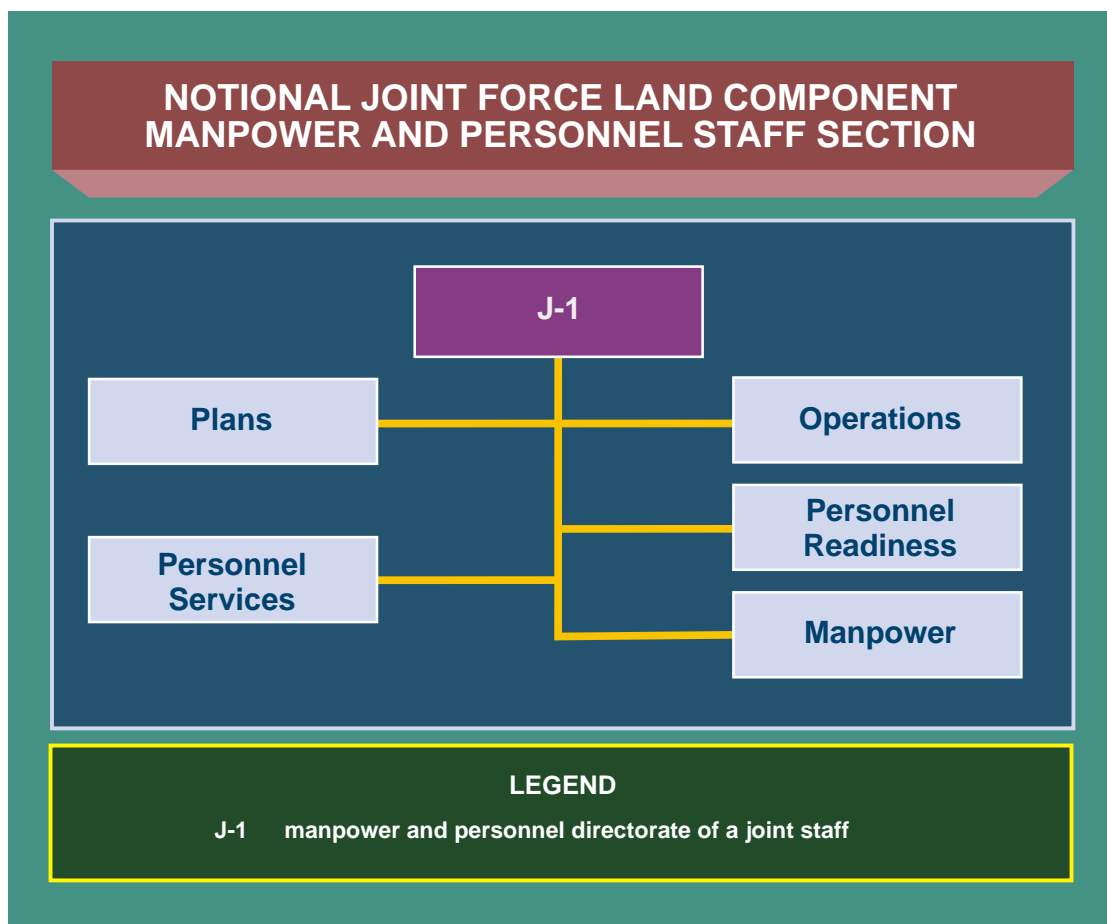 NOTIONAL JOINT FORCE LAND COMPONENT
MANPOWER AND PERSONNEL STAFF SECTION
J-1
Plans
Operations
Personnel
Readiness
Personnel
Services
Manpower
LEGEND
J-1 manpower and personnel directorate of a joint staff